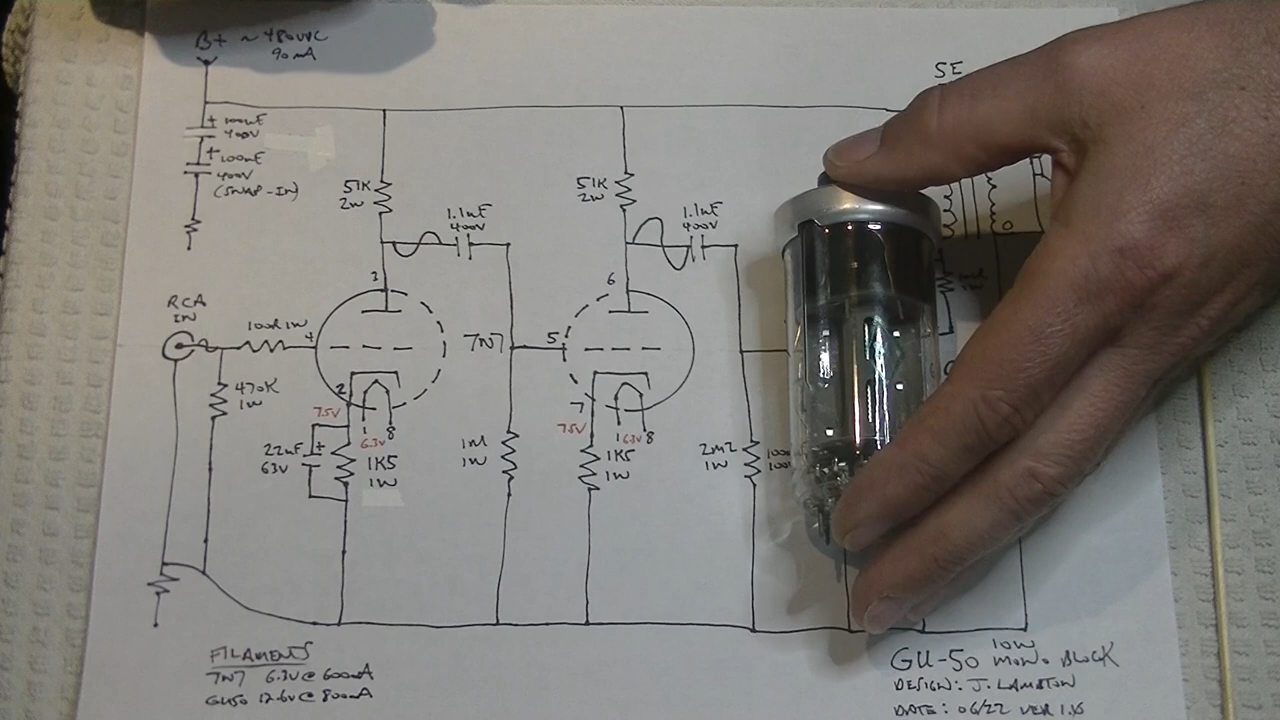 B+ ~ 480VDC
90mA
SE
+ 100uF
400V
+ 100uF
400V
(SNAP-IN)
51K
2W
1.1uF
400V
51K
2W
1.1uF
400V
3
6
RCA
IN
100R 1W
4
7N7
5
470K
1W
2
7.5V
1
6.3V
8
22uF
63V
+
1K5
1W
1M
1W
7
7.5V
1
6.3V
8
1K5
1W
2M2
1W
FILAMENTS
7N7 6.3V@600mA
GU50 12.6V@800mA
GU-50 10W MONO BLOCK
DESIGN: J. LAMBTON
DATE: 06/22 VER 1.1S